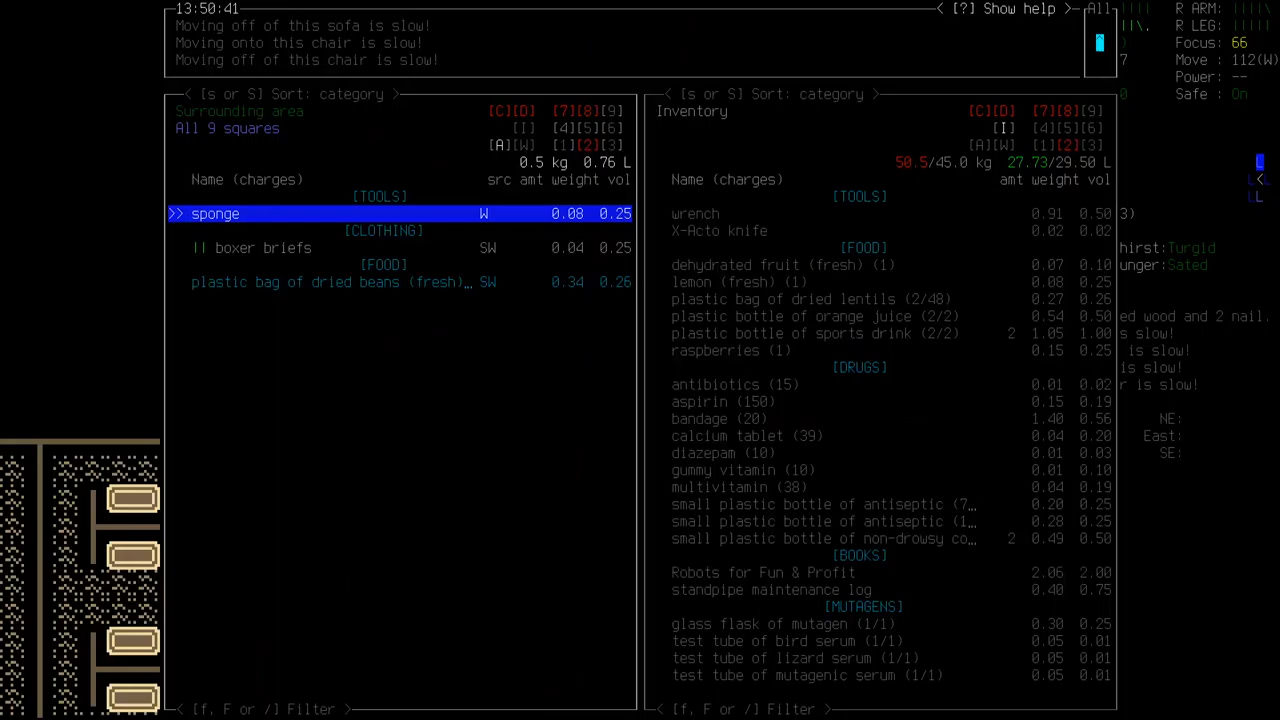 13:50:41
< [?] Show help >
All
Moving off of this sofa is slow!
Moving onto this chair is slow!
Moving off of this chair is slow!
R ARM:
R LEG:
Focus: 66
7 Move : 112(W)
Power: --
0 Safe : On
< [s or S] Sort: category >
Surrounding area [C][D] [7][8][9]
All 9 squares [I] [4][5][6]
[A][W] [1][2][3]
0.5 kg 0.76 L
Name (charges) src amt weight vol
[TOOLS]
>> sponge W 0.08 0.25
[CLOTHING]
|| boxer briefs SW 0.04 0.25
[FOOD]
plastic bag of dried beans (fresh)… SW 0.34 0.26
< [f, F or /] Filter >
< [s or S] Sort: category >
Inventory [C][D] [7][8][9]
[I] [4][5][6]
[A][W] [1][2][3]
50.5/45.0 kg 27.73/29.50 L
Name (charges) amt weight vol
[TOOLS]
wrench 0.91 0.50
X-Acto knife 0.02 0.02
[FOOD]
dehydrated fruit (fresh) (1) 0.07 0.10
lemon (fresh) (1) 0.08 0.25
plastic bag of dried lentils (2/48) 0.27 0.26
plastic bottle of orange juice (2/2) 0.54 0.50
plastic bottle of sports drink (2/2) 2 1.05 1.00
raspberries (1) 0.15 0.25
[DRUGS]
antibiotics (15) 0.01 0.02
aspirin (150) 0.15 0.19
bandage (20) 1.40 0.56
calcium tablet (39) 0.04 0.20
diazepam (10) 0.01 0.03
gummy vitamin (10) 0.01 0.10
multivitamin (38) 0.04 0.19
small plastic bottle of antiseptic (7… 0.20 0.25
small plastic bottle of antiseptic (1… 0.28 0.25
small plastic bottle of non-drowsy co… 2 0.49 0.50
[BOOKS]
Robots for Fun & Profit 2.06 2.00
standpipe maintenance log 0.40 0.75
[MUTAGENS]
glass flask of mutagen (1/1) 0.30 0.25
test tube of bird serum (1/1) 0.05 0.01
test tube of lizard serum (1/1) 0.05 0.01
test tube of mutagenic serum (1/1) 0.05 0.01
< [f, F or /] Filter >
L
L<L
LL
3)
hirst:Turgid
unger:Sated
ed wood and 2 nail.
s slow!
is slow!
is slow!
r is slow!
NE:
East:
SE: